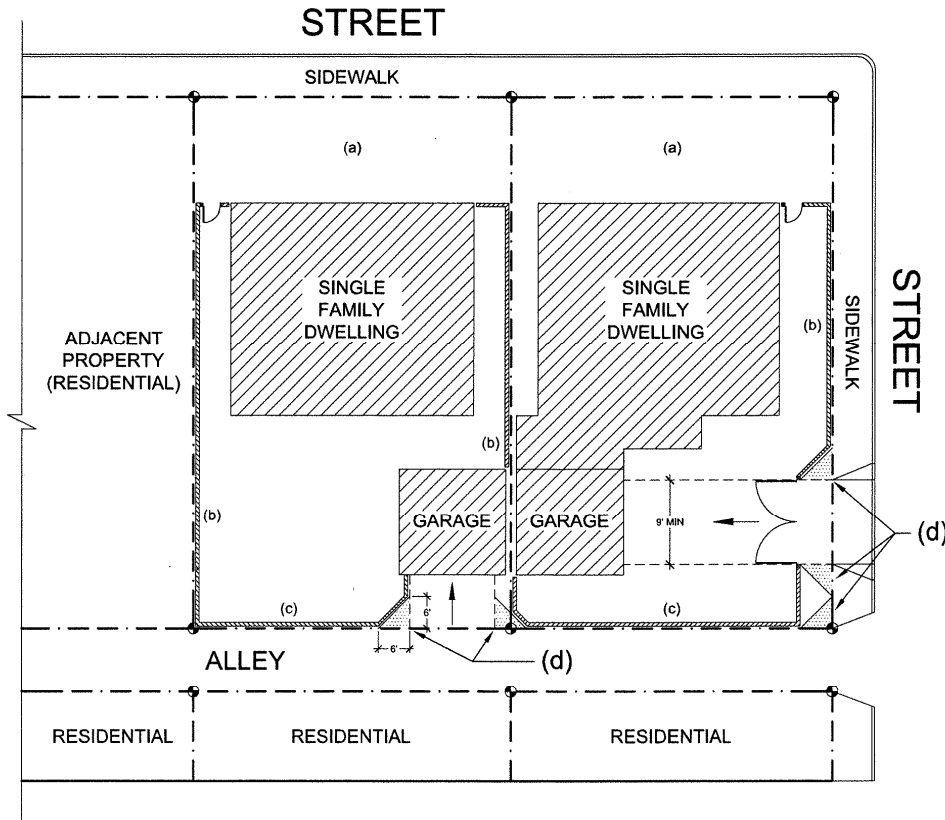 STREET
SIDEWALK
(a)
(a)
SINGLE
FAMILY
DWELLING
SINGLE
FAMILY
DWELLING
ADJACENT
PROPERTY
(RESIDENTIAL)
(b)
SIDEWALK
STREET
(b)
(b)
GARAGE
GARAGE
9' MIN
(d)
(c)
6'
6'
(c)
ALLEY
(d)
RESIDENTIAL
RESIDENTIAL
RESIDENTIAL